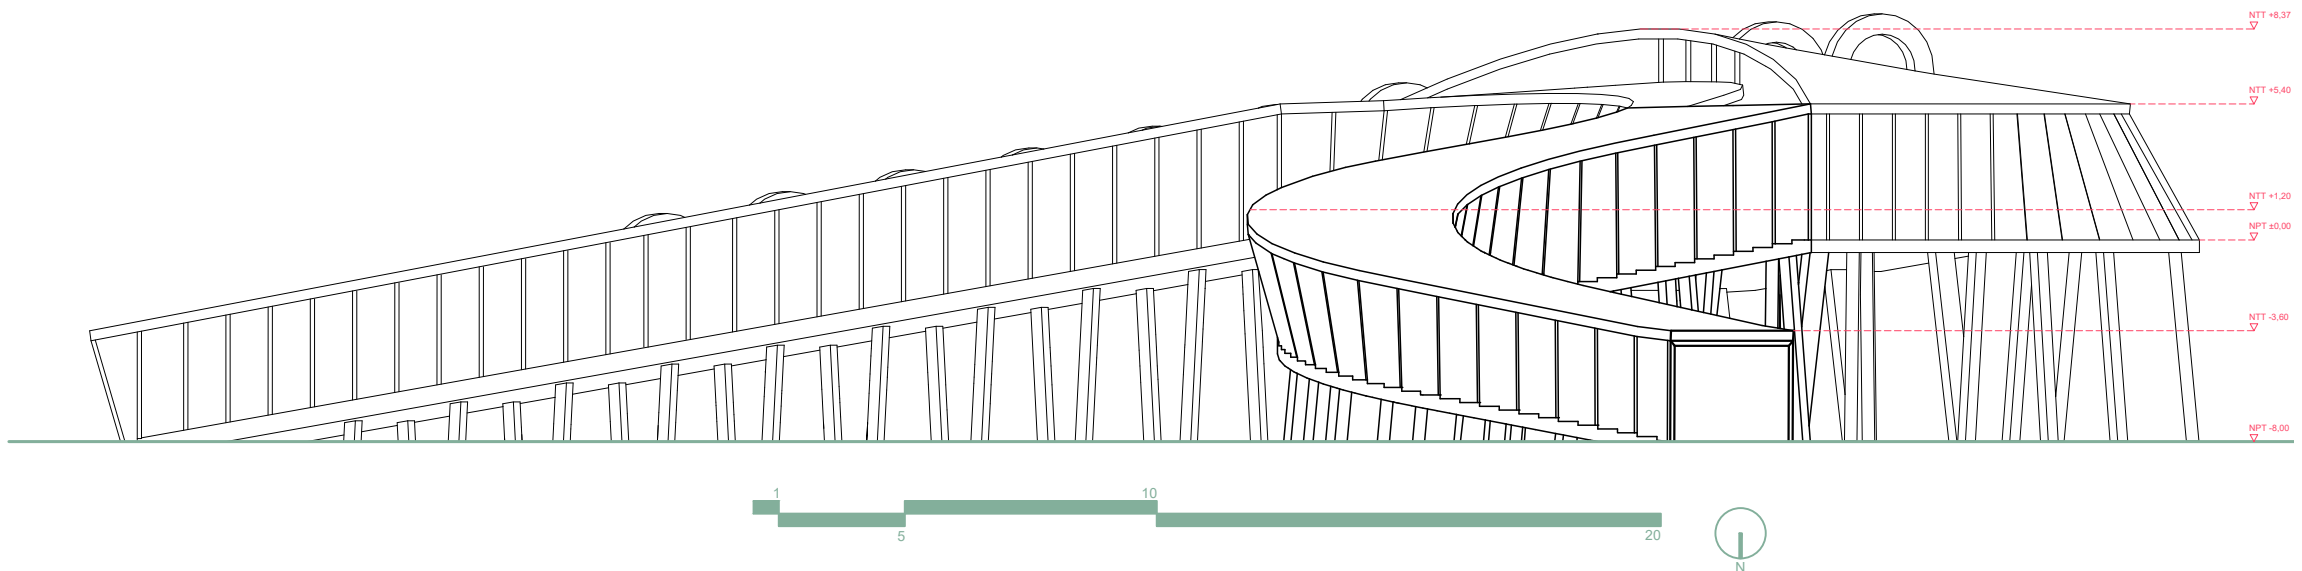 NTT +8,37
NTT +5,40
NTT +1,20
NPT ±0,00
NTT -3,60
NPT -8,00
1
10
5
20
N